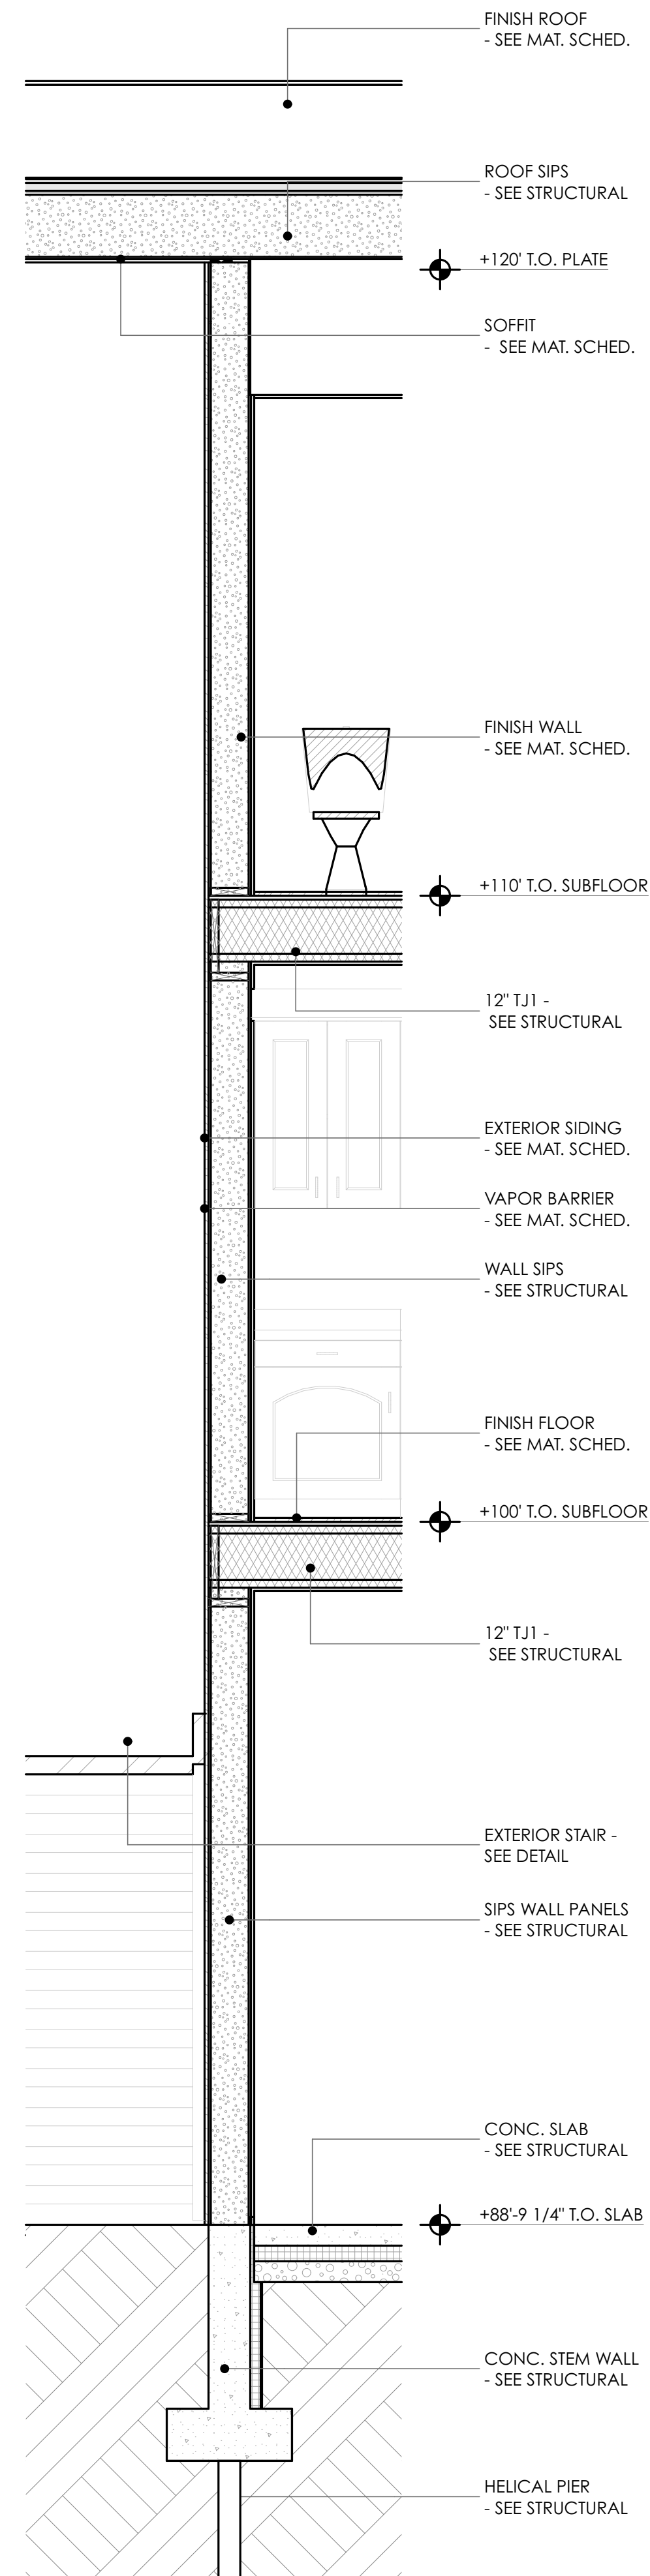 FINISH ROOF
- SEE MAT. SCHED.
ROOF SIPS
- SEE STRUCTURAL
+120' T.O. PLATE
SOFFIT
- SEE MAT. SCHED.
FINISH WALL
- SEE MAT. SCHED.
+110' T.O. SUBFLOOR
12" TJ1 -
SEE STRUCTURAL
EXTERIOR SIDING
- SEE MAT. SCHED.
VAPOR BARRIER
- SEE MAT. SCHED.
WALL SIPS
- SEE STRUCTURAL
FINISH FLOOR
- SEE MAT. SCHED.
+100' T.O. SUBFLOOR
12" TJ1 -
SEE STRUCTURAL
EXTERIOR STAIR -
SEE DETAIL
SIPS WALL PANELS
- SEE STRUCTURAL
CONC. SLAB
- SEE STRUCTURAL
+88'-9 1/4" T.O. SLAB
CONC. STEM WALL
- SEE STRUCTURAL
HELICAL PIER
- SEE STRUCTURAL